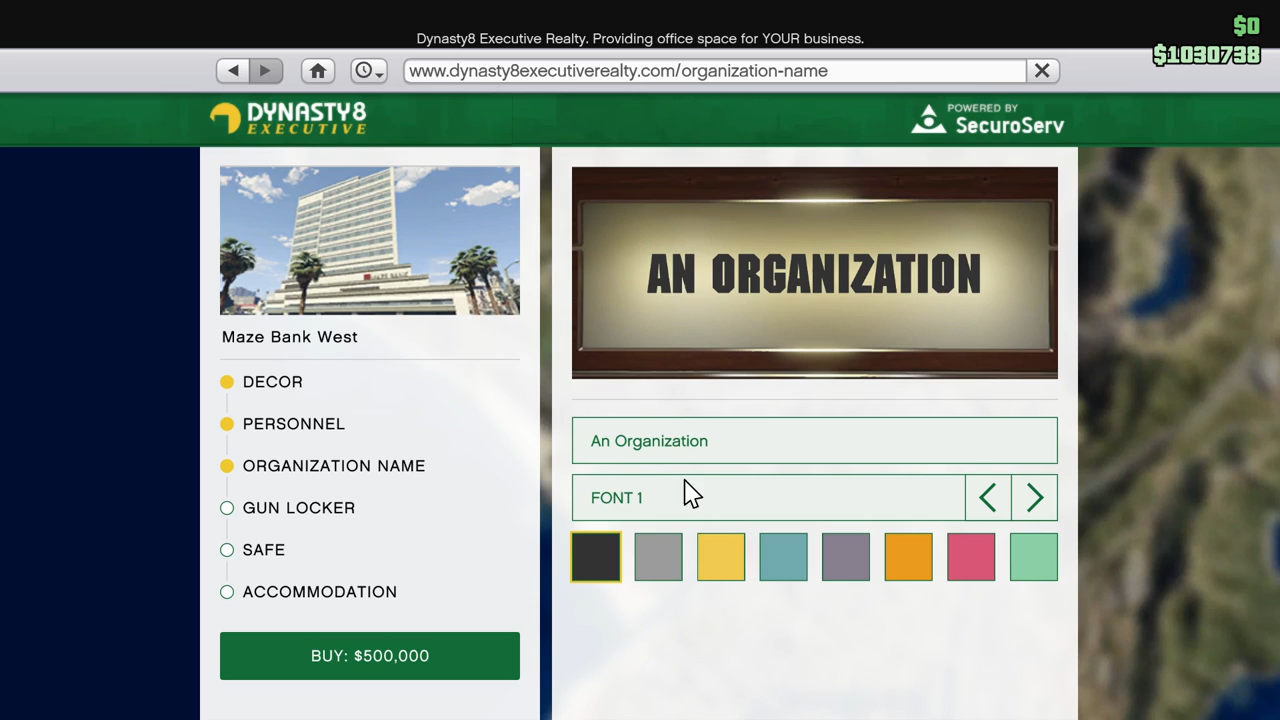 Dynasty8 Executive Realty. Providing office space for YOUR business.
$0
$1030738
www.dynasty8executiverealty.com/organization-name
DYNASTY8
EXECUTIVE
POWERED BY
SecuroServ
Maze Bank West
DECOR
PERSONNEL
ORGANIZATION NAME
GUN LOCKER
SAFE
ACCOMMODATION
BUY: $500,000
AN ORGANIZATION
An Organization
FONT 1